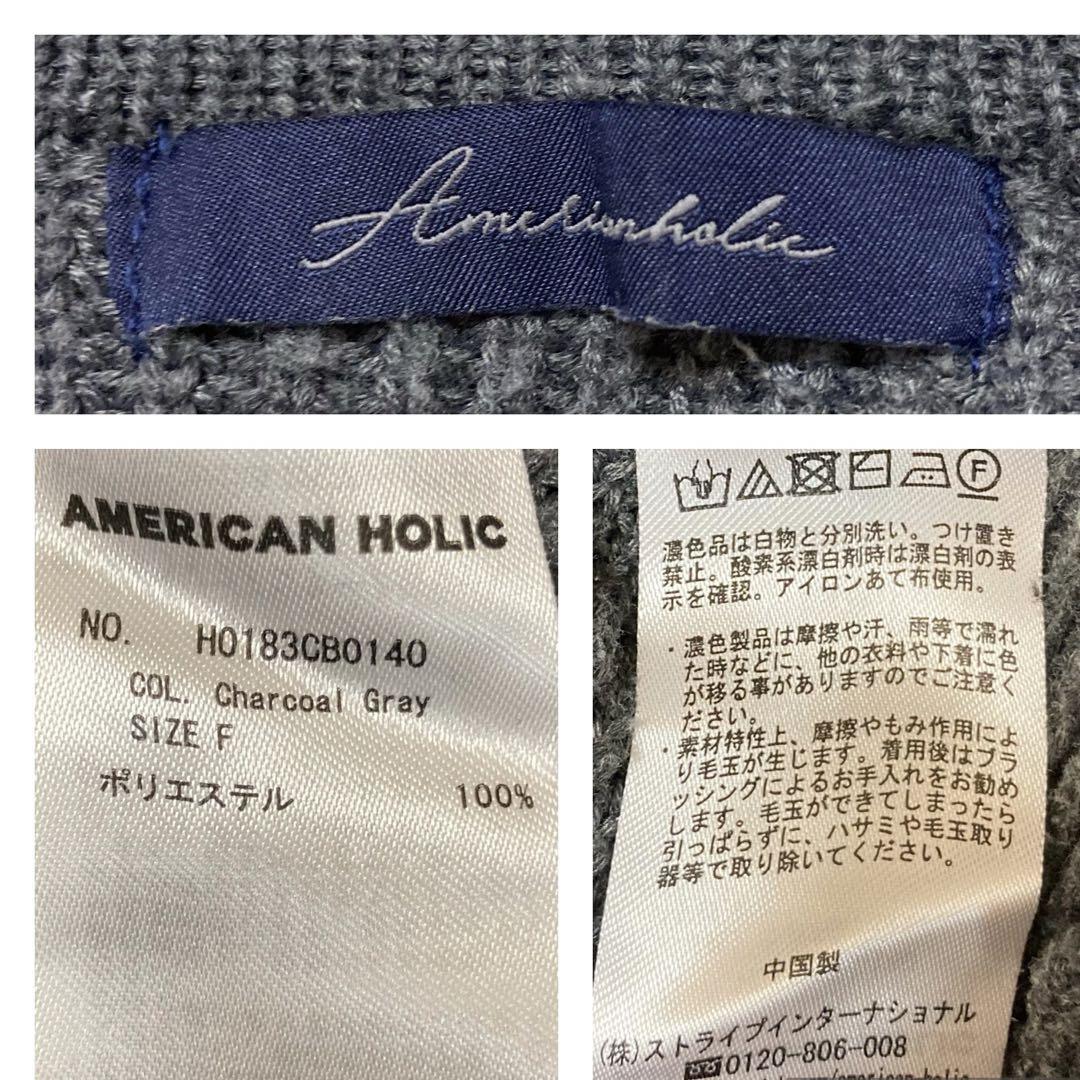 Americanholic
AMERICAN HOLIC
NO. H0183CB0140
COL. Charcoal Gray
SIZE F
ポリエステル 100%
F
濃色品は白物と分別洗い。つけ置き
禁止。酸素系漂白剤時は漂白剤の表
示を確認。アイロンあて布使用。
・濃色製品は摩擦や汗、雨等で濡れ
た時などに、他の衣料や下着に色
が移る事がありますのでご注意く
ださい。
・素材特性上、摩擦やもみ作用によ
り毛玉が生じます。着用後はブラ
ッシングによるお手入れをお勧め
します。毛玉ができてしまったら
引っぱらずに、ハサミや毛玉取り
器等で取り除いてください。
中国製
(株)ストライプインターナショナル
0120-806-008
/american-holic